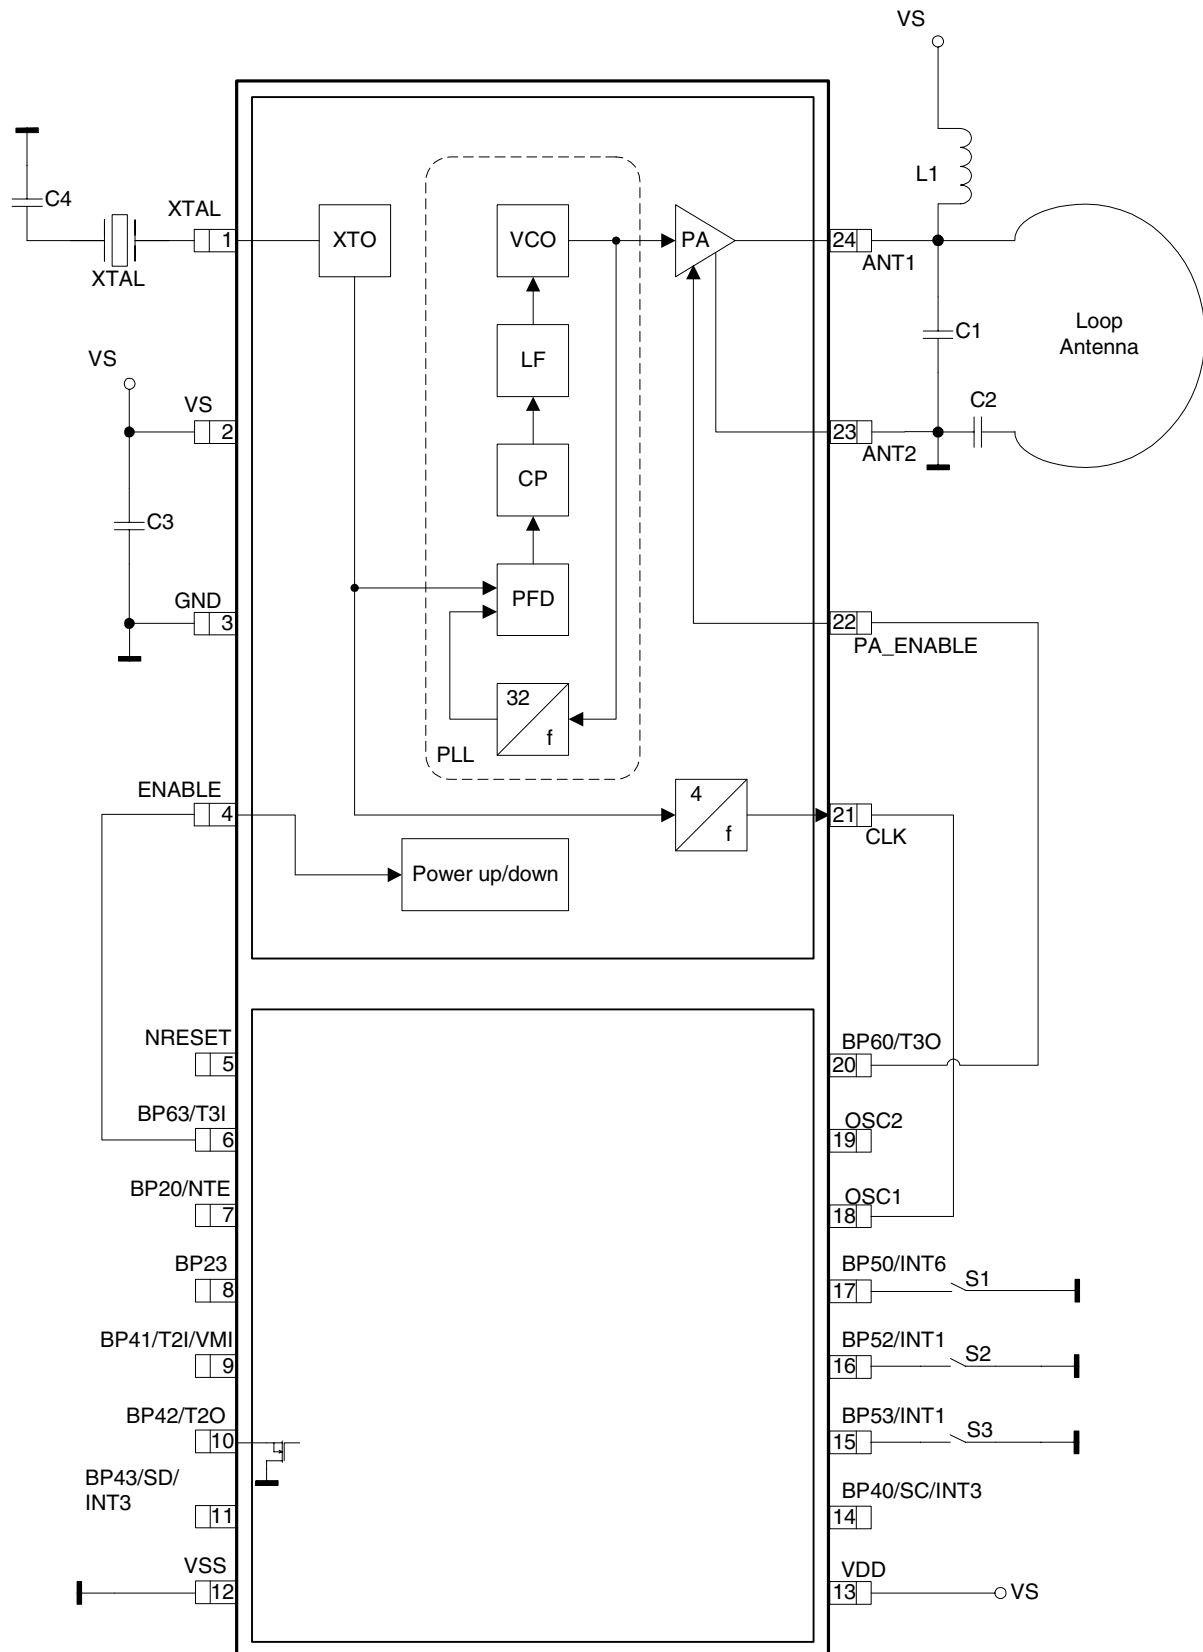 VS
C4
XTAL
1
XTAL
XTO
VCO
PA
24
ANT1
L1
C1
Loop
Antenna
VS
VS
2
LF
C2
23
ANT2
CP
C3
GND
3
PFD
22
PA_ENABLE
32
f
PLL
ENABLE
4
4
f
21
CLK
Power up/down
NRESET
5
BP60/T3O
20
BP63/T3I
6
OSC2
19
BP20/NTE
7
OSC1
18
BP23
8
BP50/INT6
17
S1
BP41/T2I/VMI
9
BP52/INT1
16
S2
BP42/T2O
10
BP53/INT1
15
S3
BP43/SD/
INT3
11
BP40/SC/INT3
14
VSS
12
VDD
13
VS